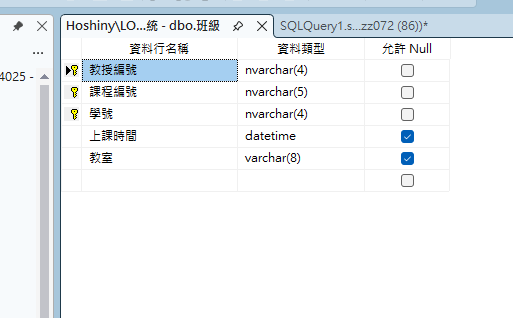 Hoshiny\LO...統 - dbo.班級
SQLQuery1.s...zz072 (86))*
...
4025 -
資料行名稱 資料類型 允許 Null
教授編號 nvarchar(4)
課程編號 nvarchar(5)
學號 nvarchar(4)
上課時間 datetime
教室 varchar(8)